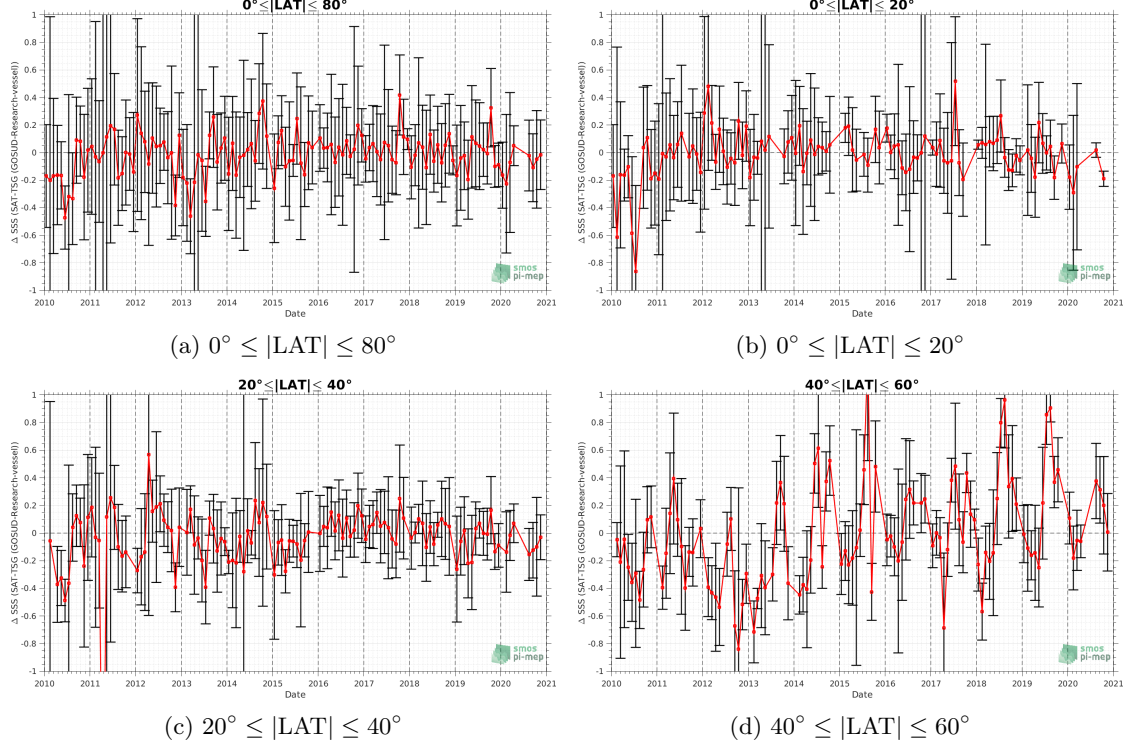 0°≤|LAT|≤ 80°
Δ SSS (SAT-TSG (GOSUD-Research-vessel))
1
0.8
0.6
0.4
0.2
0
-0.2
-0.4
-0.6
-0.8
-1
2010 2011 2012 2013 2014 2015 2016 2017 2018 2019 2020 2021
Date
smos
pi-mep
(a) 0° ≤ |LAT| ≤ 80°
0°≤|LAT|≤ 20°
Δ SSS (SAT-TSG (GOSUD-Research-vessel))
1
0.8
0.6
0.4
0.2
0
-0.2
-0.4
-0.6
-0.8
-1
2010 2011 2012 2013 2014 2015 2016 2017 2018 2019 2020 2021
Date
smos
pi-mep
(b) 0° ≤ |LAT| ≤ 20°
20°≤|LAT|≤ 40°
Δ SSS (SAT-TSG (GOSUD-Research-vessel))
1
0.8
0.6
0.4
0.2
0
-0.2
-0.4
-0.6
-0.8
-1
2010 2011 2012 2013 2014 2015 2016 2017 2018 2019 2020 2021
Date
smos
pi-mep
(c) 20° ≤ |LAT| ≤ 40°
40°≤|LAT|≤ 60°
Δ SSS (SAT-TSG (GOSUD-Research-vessel))
1
0.8
0.6
0.4
0.2
0
-0.2
-0.4
-0.6
-0.8
-1
2010 2011 2012 2013 2014 2015 2016 2017 2018 2019 2020 2021
Date
smos
pi-mep
(d) 40° ≤ |LAT| ≤ 60°